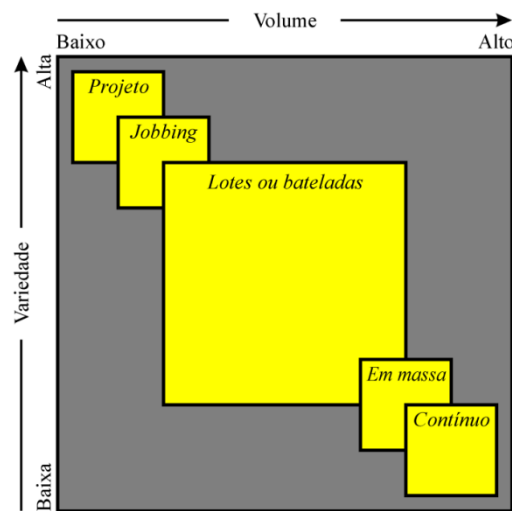 Volume
Baixo
Alto
Alta
Projeto
Jobbing
Lotes ou bateladas
Variedade
Em massa
Contínuo
Baixa